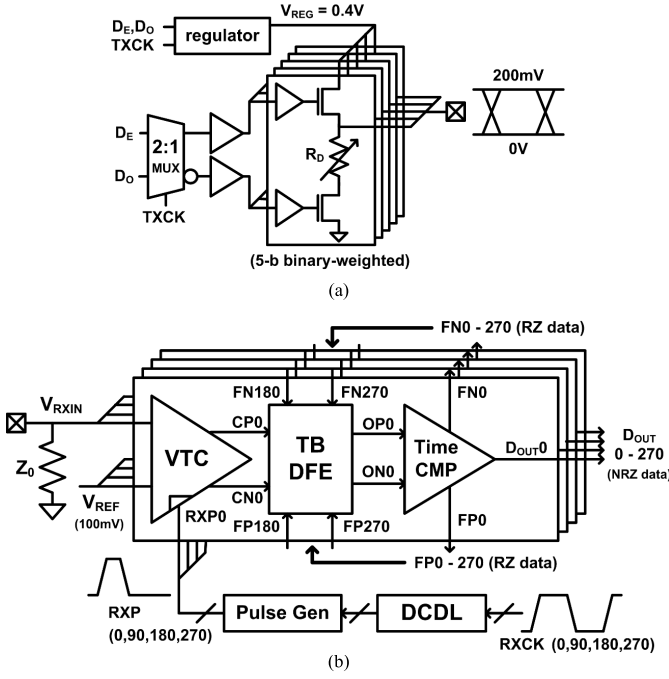 V_REG = 0.4V
D_E,D_O
TXCK
regulator
200mV
0V
D_E
D_O
2:1
MUX
TXCK
R_D
(5-b binary-weighted)
(a)
FN0 - 270 (RZ data)
FN180
FN270
FN0
V_RXIN
Z_0
V_REF
(100mV)
VTC
RXP0
CP0
CN0
TB
DFE
OP0
ON0
Time
CMP
D_OUT0
D_OUT
0 - 270
(NRZ data)
FP180
FP270
FP0
FP0 - 270 (RZ data)
RXP
(0,90,180,270)
Pulse Gen
DCDL
RXCK (0,90,180,270)
(b)